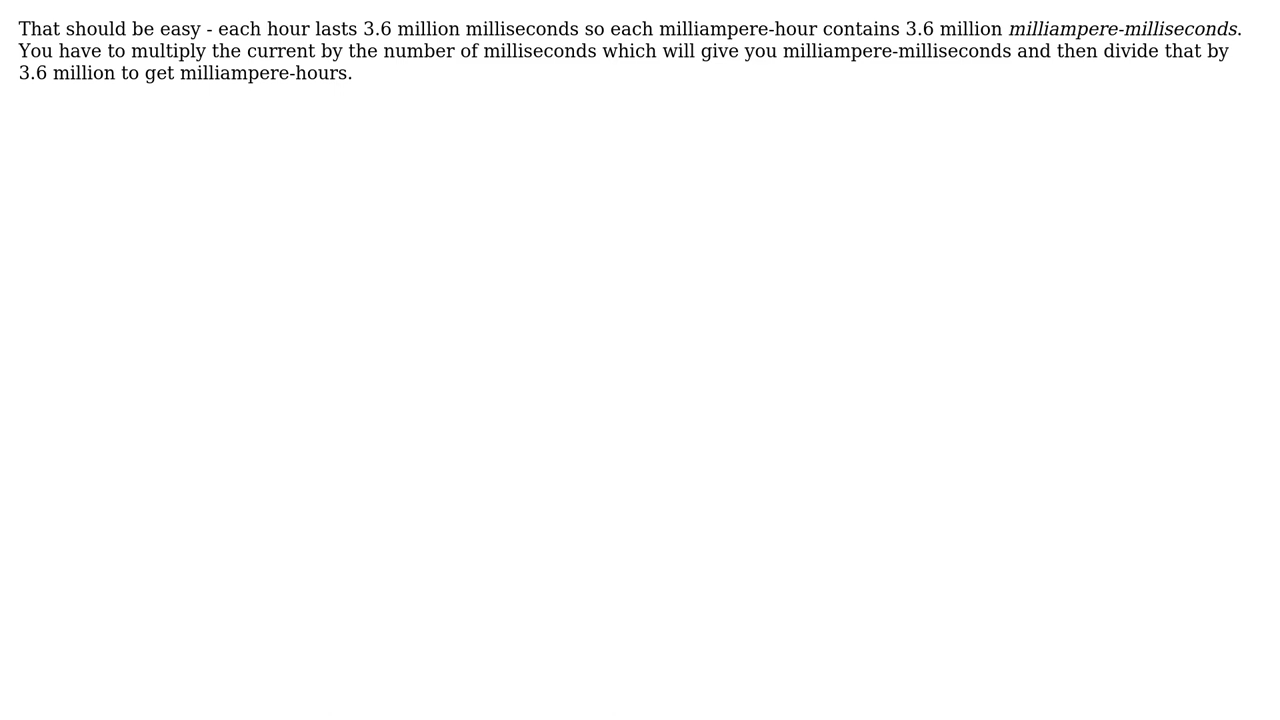 That should be easy - each hour lasts 3.6 million milliseconds so each milliampere-hour contains 3.6 million milliampere-milliseconds.
You have to multiply the current by the number of milliseconds which will give you milliampere-milliseconds and then divide that by
3.6 million to get milliampere-hours.